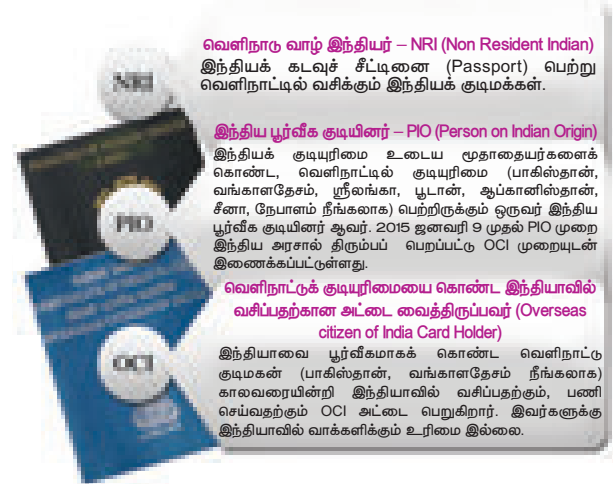 வெளிநாடு வாழ் இந்தியர் – NRI (Non Resident Indian)
இந்தியக் கடவுச் சீட்டினை (Passport) பெற்று
வெளிநாட்டில் வசிக்கும் இந்தியக் குடிமக்கள்.
NRI
இந்திய பூர்வீக குடியினர் – PIO (Person on Indian Origin)
இந்தியக் குடியுரிமை உடைய மூதாதையர்களைக்
கொண்ட, வெளிநாட்டில் குடியுரிமை (பாகிஸ்தான்,
வங்காளதேசம், ஸ்ரீலங்கா, பூடான், ஆப்கானிஸ்தான்,
சீனா, நேபாளம் நீங்கலாக) பெற்றிருக்கும் ஒருவர் இந்திய
பூர்வீக குடியினர் ஆவர். 2015 ஜனவரி 9 முதல் PIO முறை
இந்திய அரசால் திரும்பப் பெறப்பட்டு OCI முறையுடன்
இணைக்கப்பட்டுள்ளது.
PIO
வெளிநாட்டுக் குடியுரிமையை கொண்ட இந்தியாவில்
வசிப்பதற்கான அட்டை வைத்திருப்பவர் (Overseas
citizen of India Card Holder)
இந்தியாவை பூர்வீகமாகக் கொண்ட வெளிநாட்டு
குடிமகன் (பாகிஸ்தான், வங்காளதேசம் நீங்கலாக)
காலவரையின்றி இந்தியாவில் வசிப்பதற்கும், பணி
செய்வதற்கும் OCI அட்டை பெறுகிறார். இவர்களுக்கு
இந்தியாவில் வாக்களிக்கும் உரிமை இல்லை.
OCI